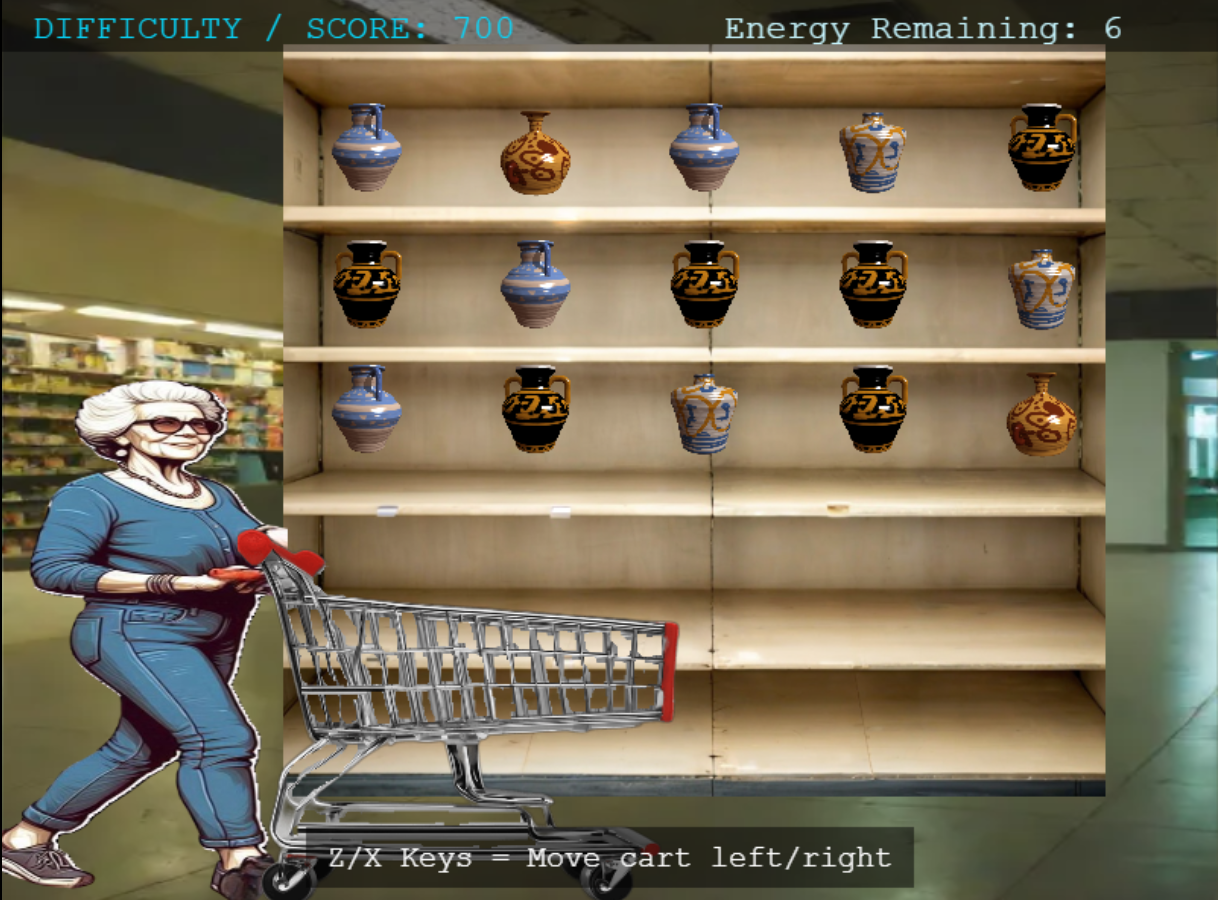 DIFFICULTY / SCORE: 700
Energy Remaining: 6
Z/X Keys = Move cart left/right